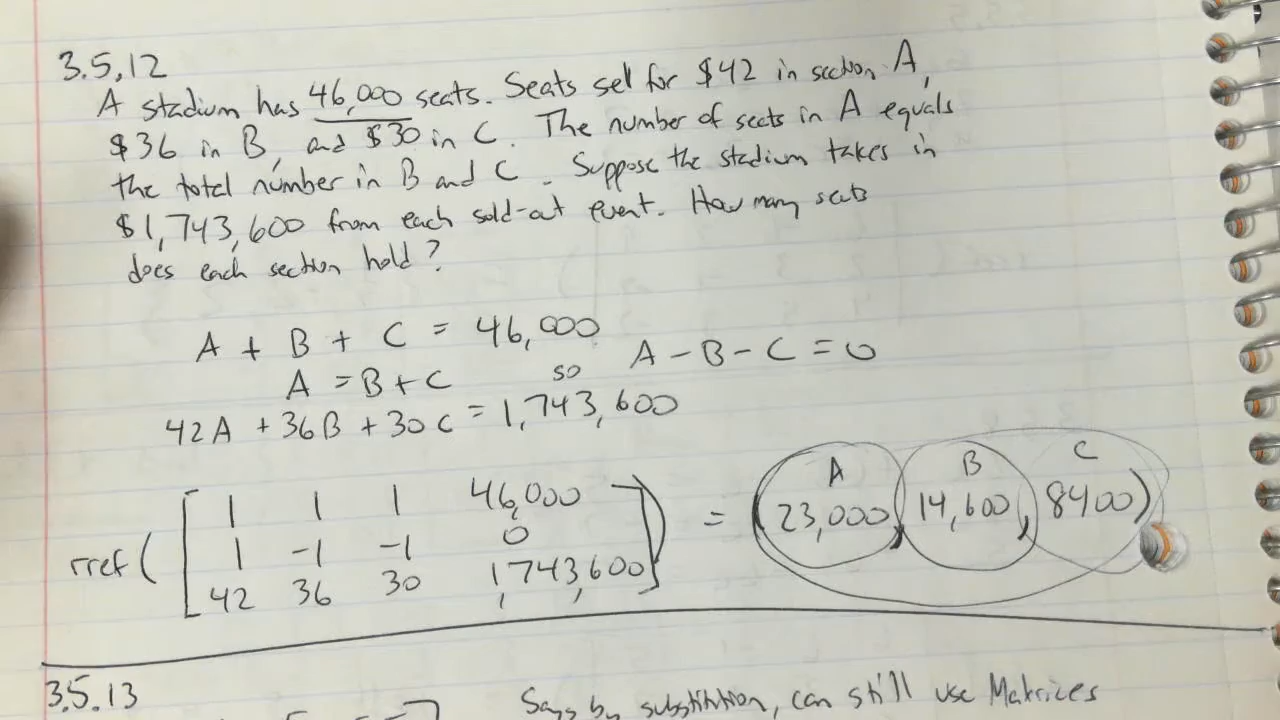 3.5.12
A stadium has 46,000 seats. Seats sell for $42 in section A,
$36 in B, and $30 in C. The number of seats in A equals
the total number in B and C. Suppose the stadium takes in
$1,743,600 from each sold-out event. How many seats
does each section hold?
A + B + C = 46,000
A = B + C so A - B - C = 0
42A + 36B + 30C = 1,743,600
A B C
rref ( [ 1 1 1 46,000
1 -1 -1 0
42 36 30 1,743,600 ] ) = (23,000, 14,600, 8400)
3.5.13
Says by substitution, can still use Matrices